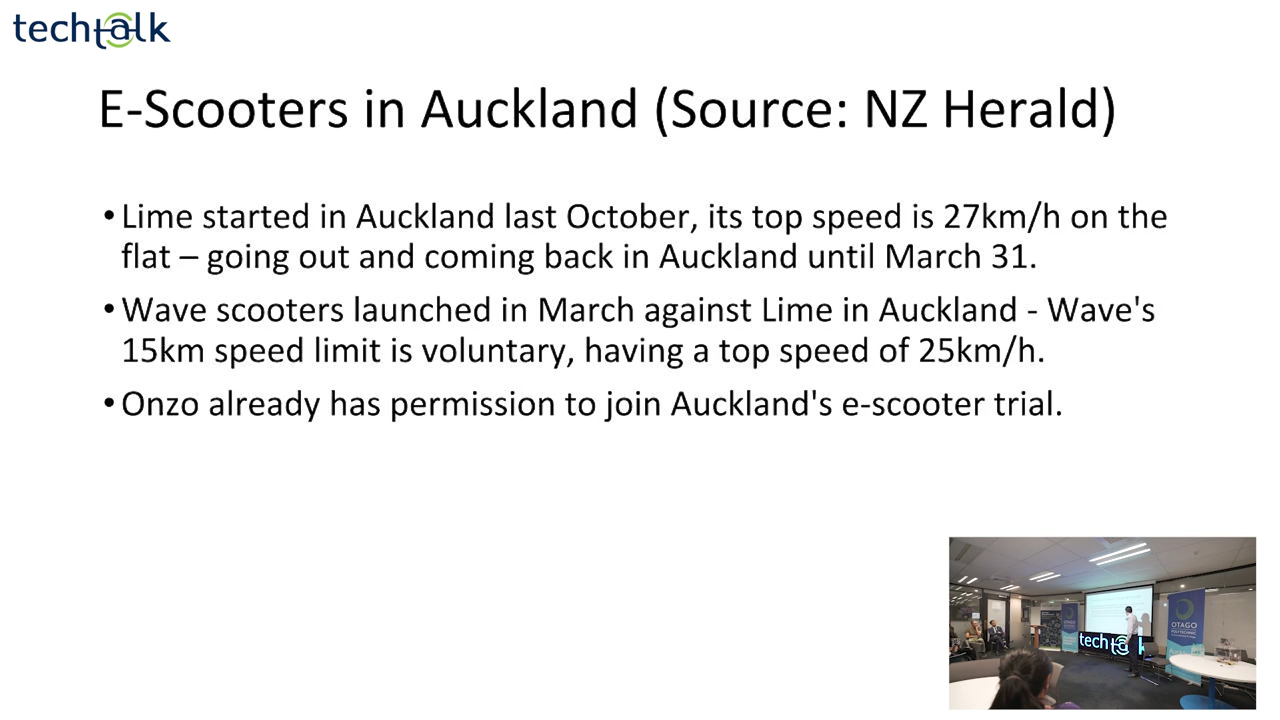 techtalk
E-Scooters in Auckland (Source: NZ Herald)
• Lime started in Auckland last October, its top speed is 27km/h on the
flat – going out and coming back in Auckland until March 31.
• Wave scooters launched in March against Lime in Auckland - Wave's
15km speed limit is voluntary, having a top speed of 25km/h.
• Onzo already has permission to join Auckland's e-scooter trial.
OTAGO
POLYTECHNIC
tech